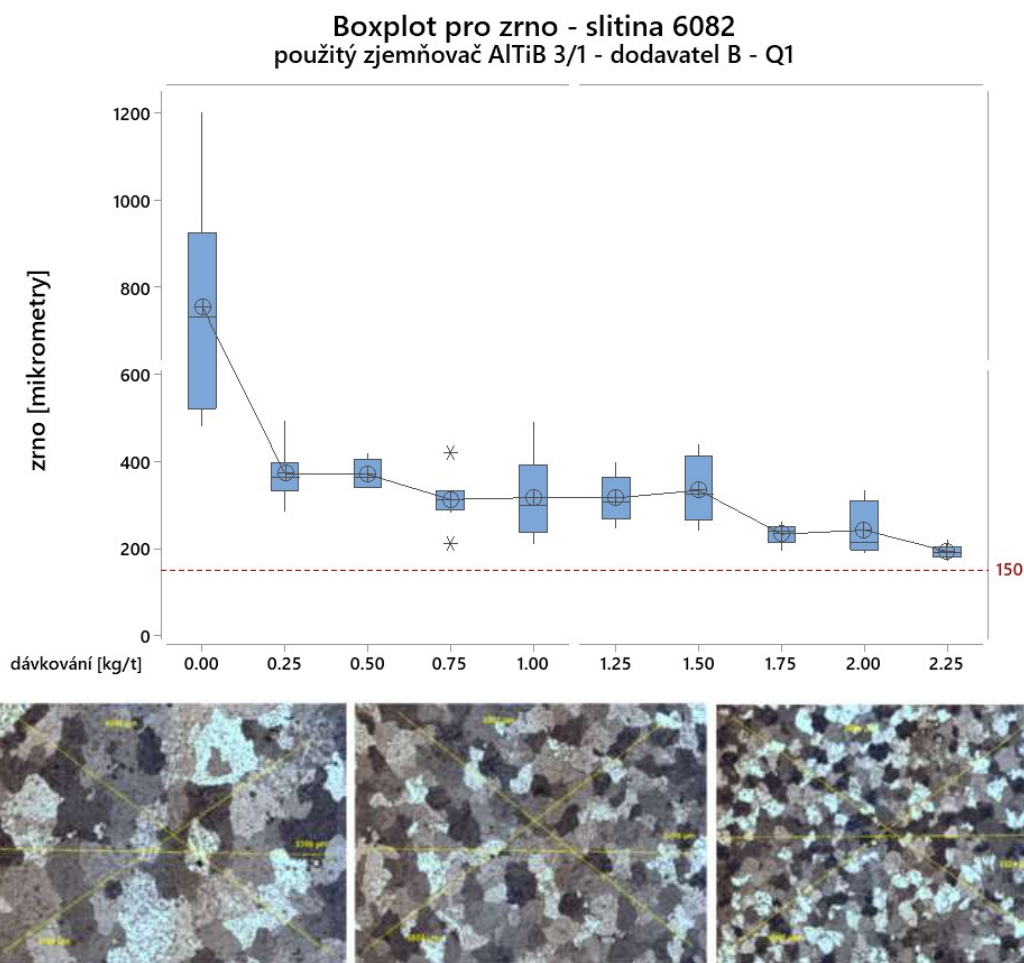 Boxplot pro zrno - slitina 6082
použitý zjemňovač AlTiB 3/1 - dodavatel B - Q1
zrno [mikrometry]
1200
1000
800
600
400
200
0
150
dávkování [kg/t]
0.00 0.25 0.50 0.75 1.00 1.25 1.50 1.75 2.00 2.25